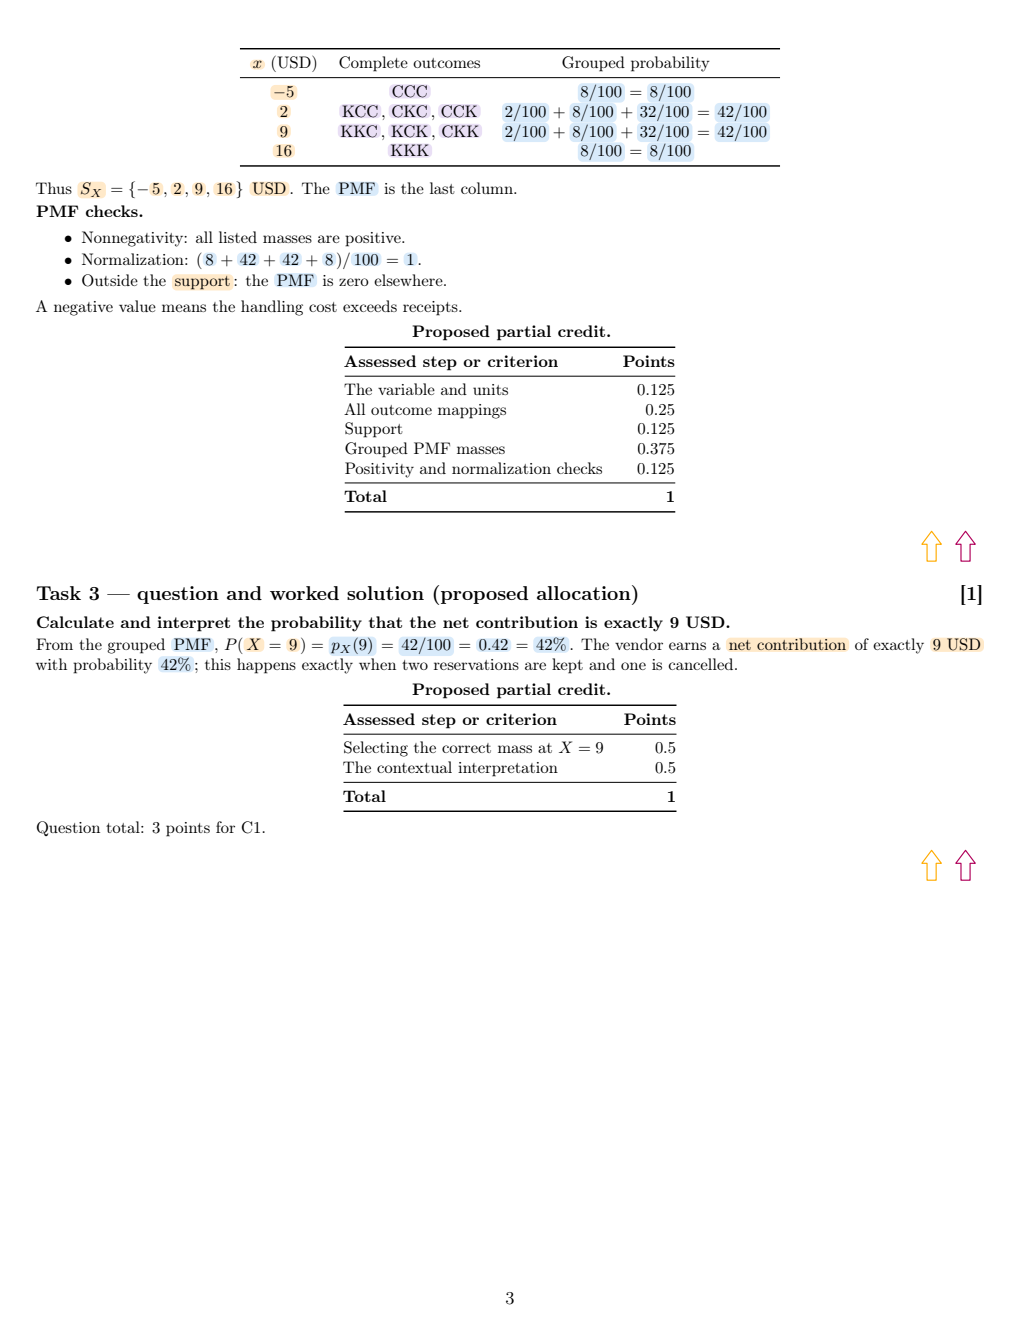 x (USD) Complete outcomes Grouped probability
−5 CCC 8/100 = 8/100
2 KCC, CKC, CCK 2/100 + 8/100 + 32/100 = 42/100
9 KKC, KCK, CKK 2/100 + 8/100 + 32/100 = 42/100
16 KKK 8/100 = 8/100
Thus S_X = {−5, 2, 9, 16} USD. The PMF is the last column.
PMF checks.
• Nonnegativity: all listed masses are positive.
• Normalization: (8 + 42 + 42 + 8)/100 = 1.
• Outside the support: the PMF is zero elsewhere.
A negative value means the handling cost exceeds receipts.
Proposed partial credit.
Assessed step or criterion Points
The variable and units 0.125
All outcome mappings 0.25
Support 0.125
Grouped PMF masses 0.375
Positivity and normalization checks 0.125
Total 1
Task 3 — question and worked solution (proposed allocation) [1]
Calculate and interpret the probability that the net contribution is exactly 9 USD.
From the grouped PMF, P(X = 9) = p_X(9) = 42/100 = 0.42 = 42%. The vendor earns a net contribution of exactly 9 USD
with probability 42%; this happens exactly when two reservations are kept and one is cancelled.
Proposed partial credit.
Assessed step or criterion Points
Selecting the correct mass at X = 9 0.5
The contextual interpretation 0.5
Total 1
Question total: 3 points for C1.
3